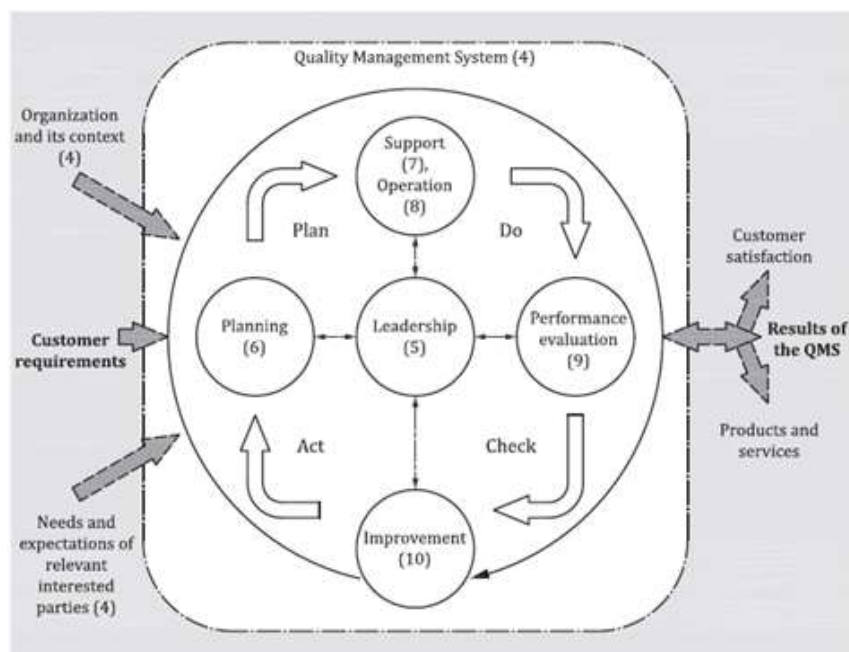 Quality Management System (4)
Organization
and its context
(4)
Support
(7),
Operation
(8)
Plan
Do
Customer
satisfaction
Customer
requirements
Planning
(6)
Leadership
(5)
Performance
evaluation
(9)
Results of
the QMS
Act
Check
Products and
services
Needs and
expectations of
relevant
interested
parties (4)
Improvement
(10)